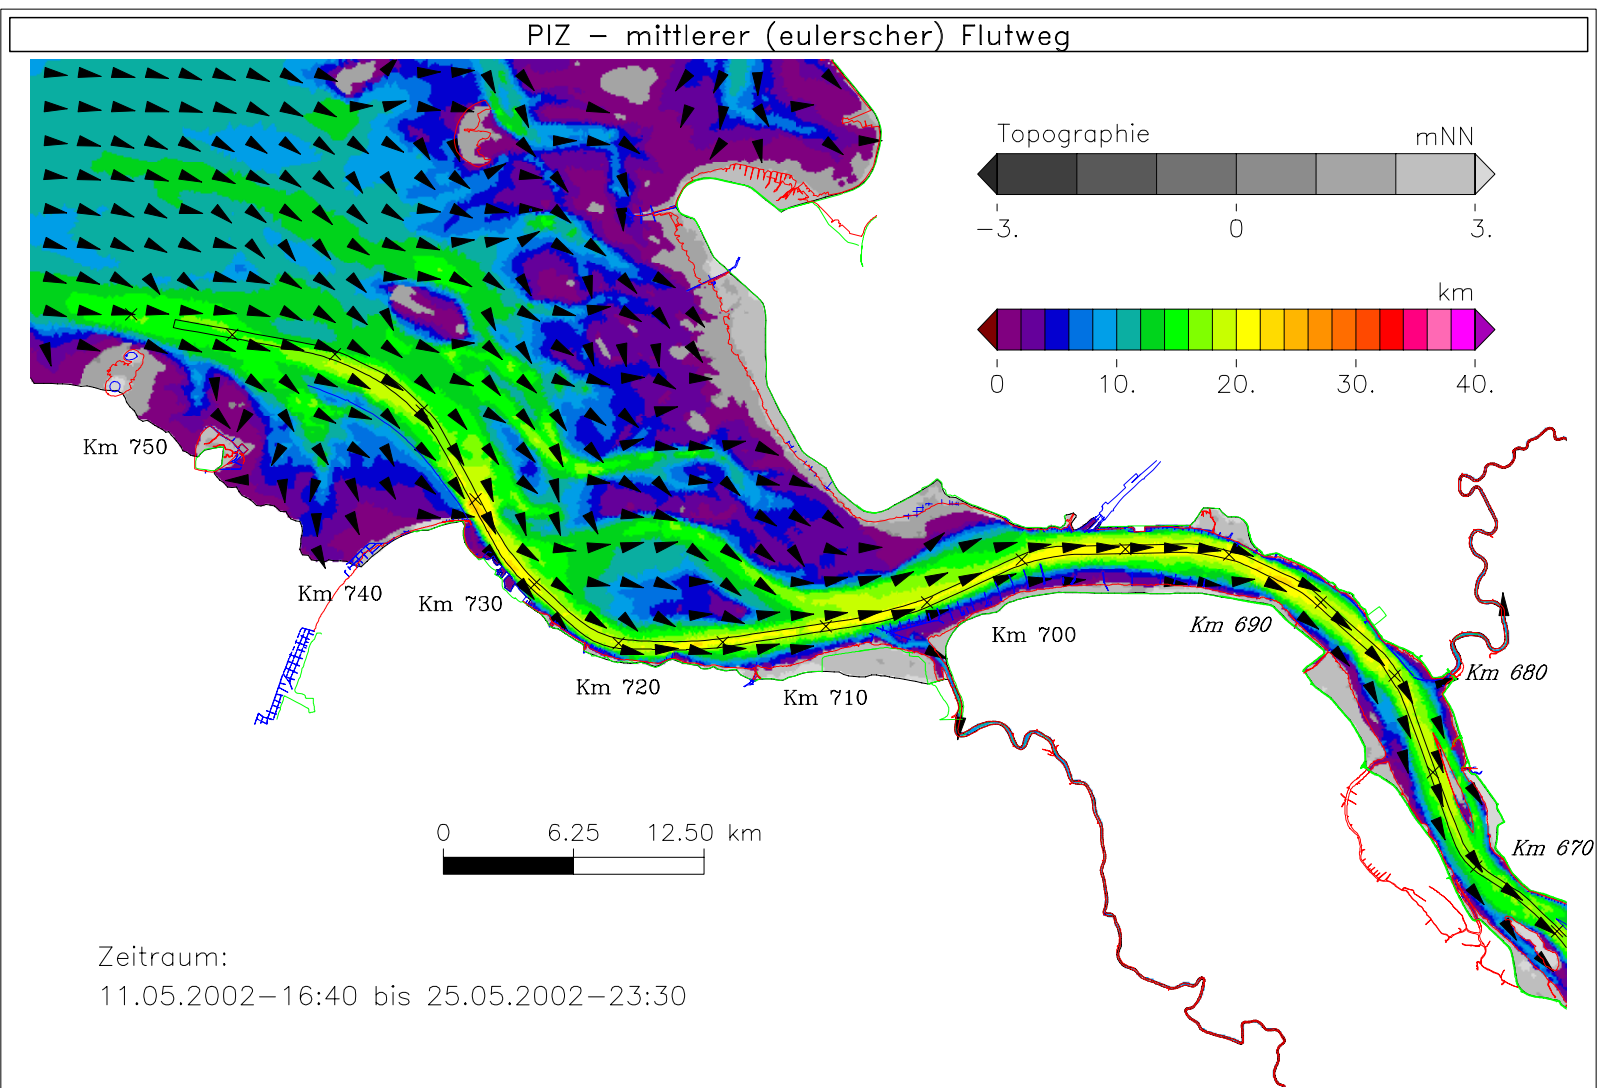 PIZ - mittlerer (eulerscher) Flutweg
Topographie mNN
-3. 0 3.
km
0 10. 20. 30. 40.
Km 750
Km 740
Km 730
Km 720
Km 710
Km 700
Km 690
Km 680
Km 670
0 6.25 12.50 km
Zeitraum:
11.05.2002-16:40 bis 25.05.2002-23:30